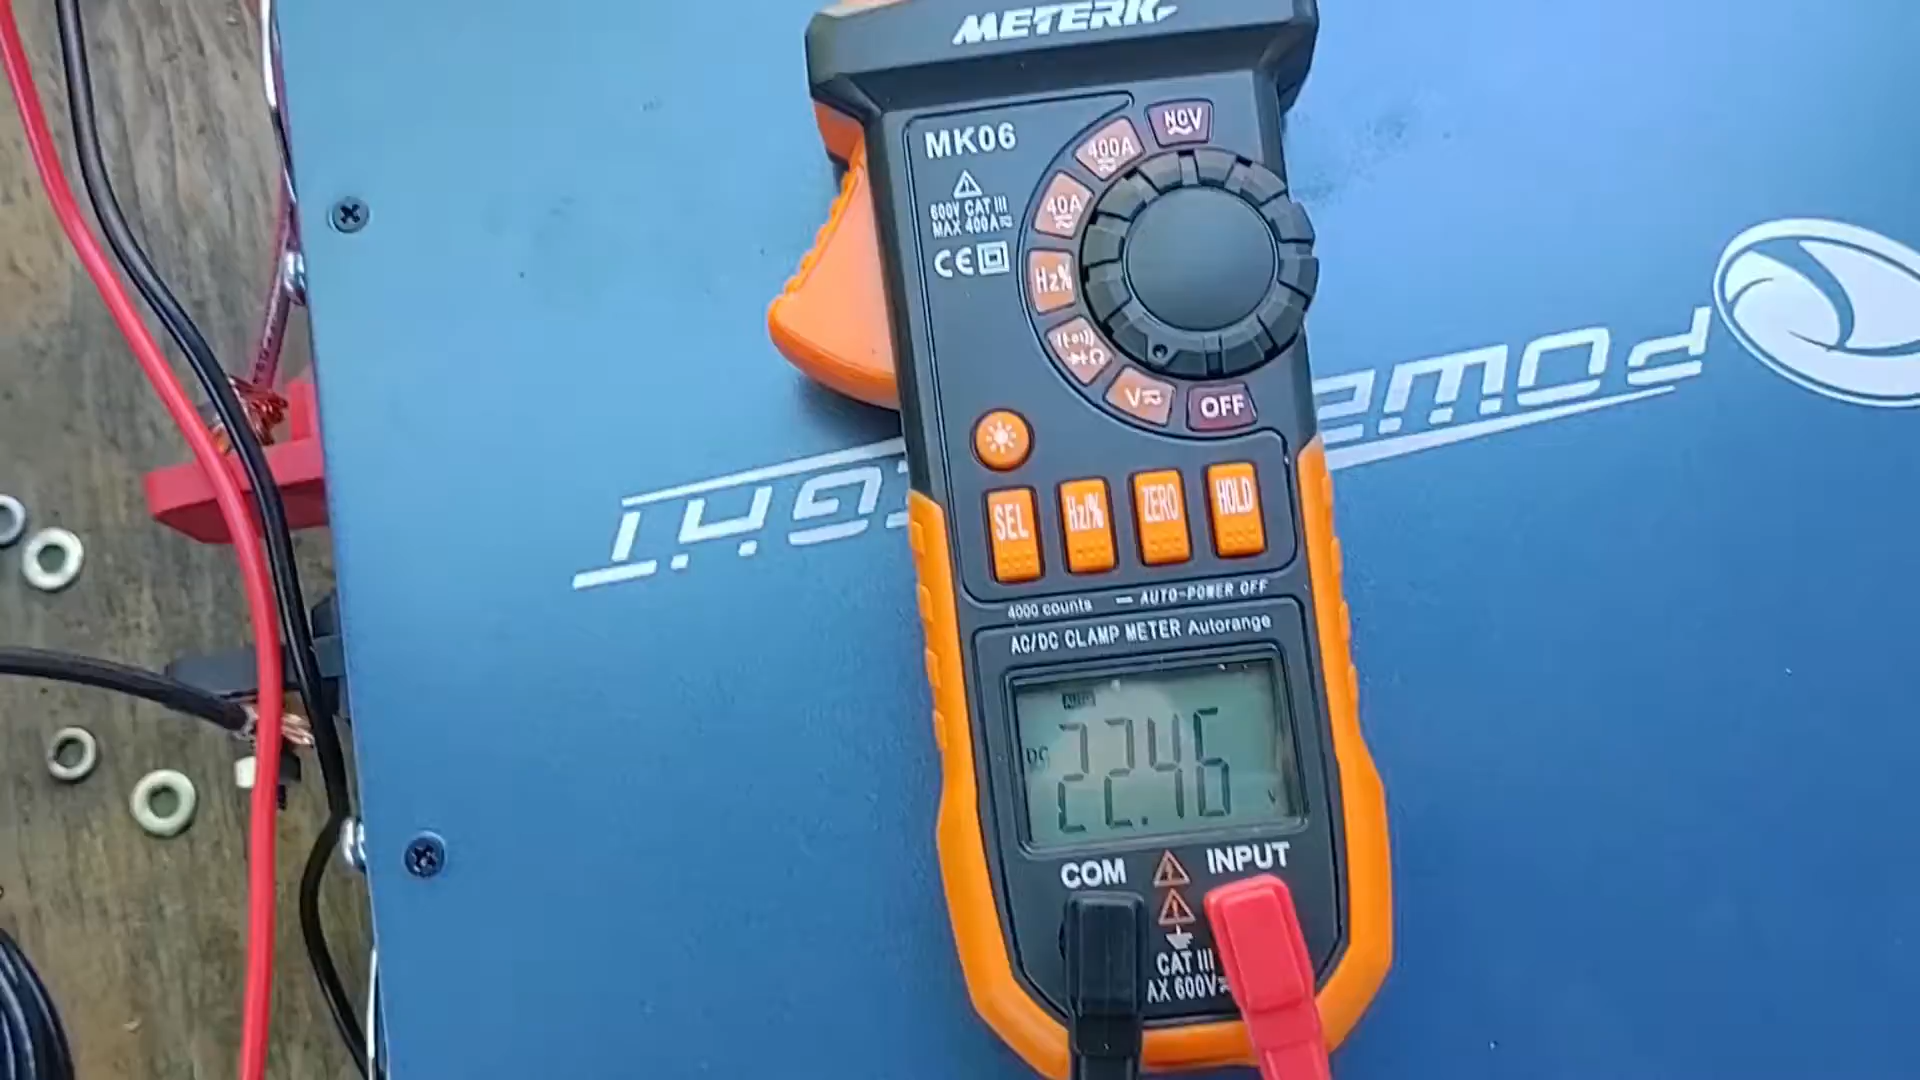 METERK
MK06
NCV
400A
40A
Hz%
V
OFF
600V CAT III
MAX 400A
CE
SEL
Hz/%
ZERO
HOLD
4000 counts
AUTO-POWER OFF
AC/DC CLAMP METER Autorange
AUTO
DC
22.46
V
COM
INPUT
CAT III
AX 600V